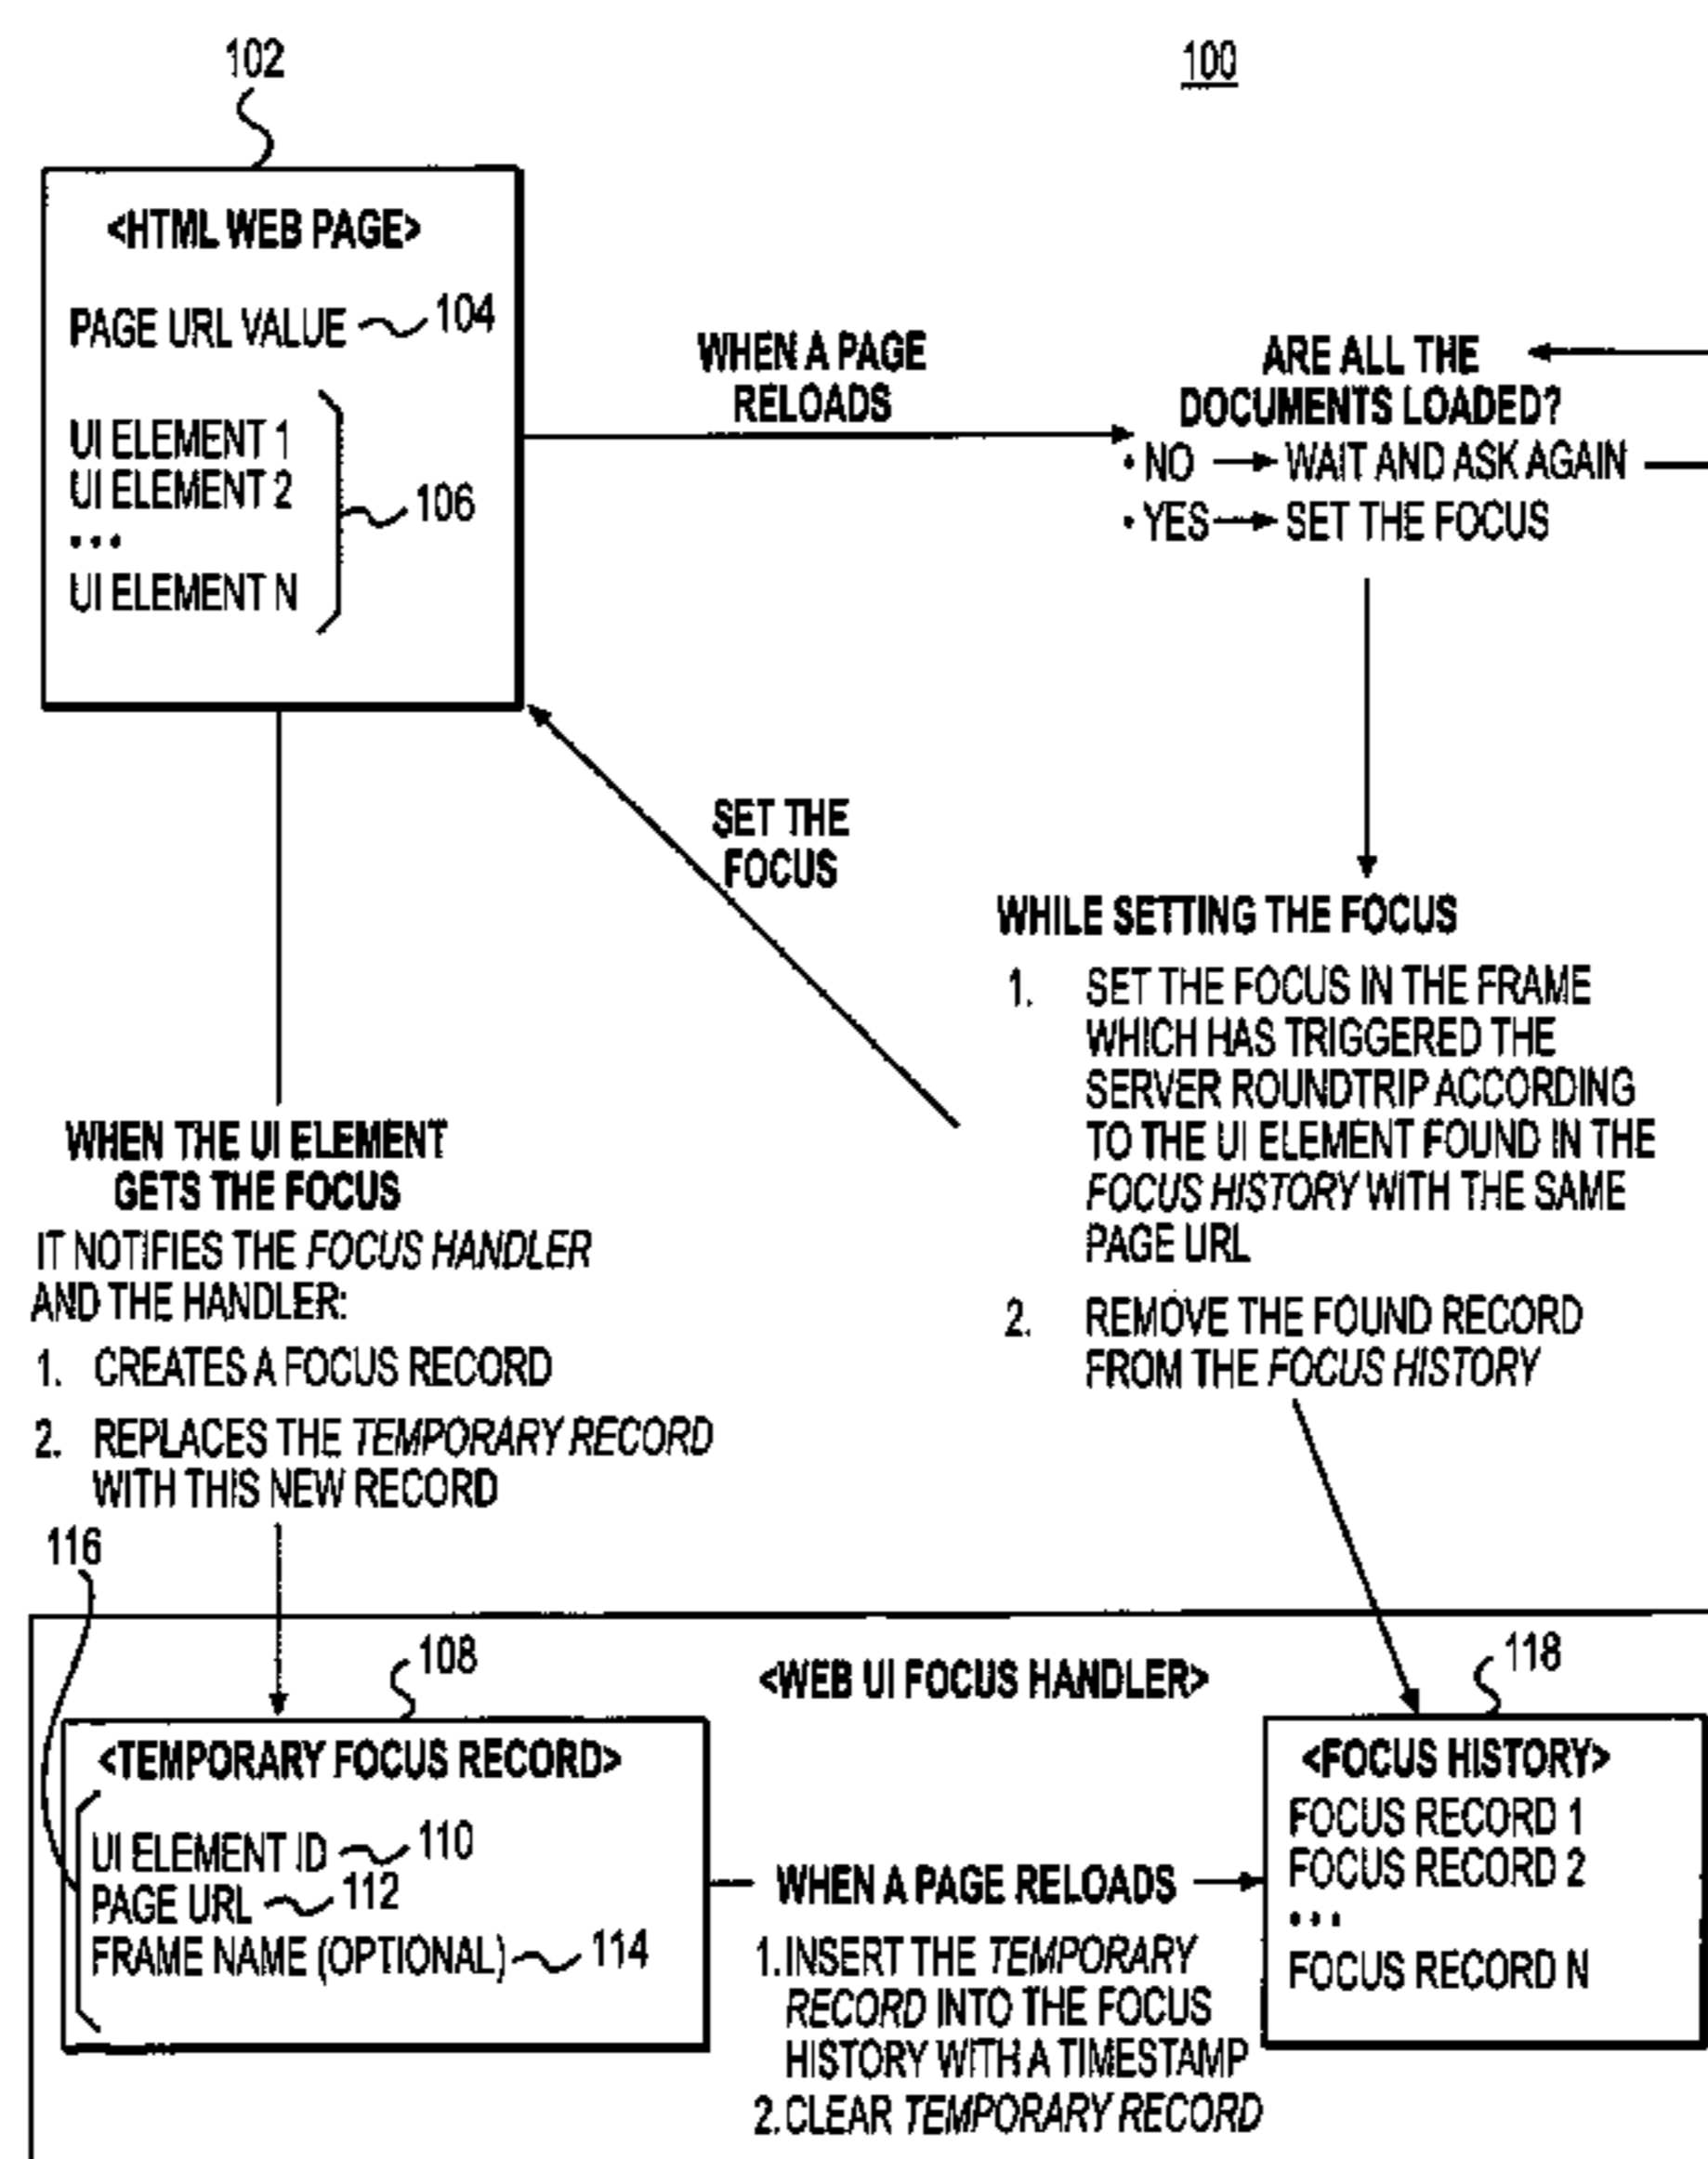 102
100
<HTML WEB PAGE>
PAGE URL VALUE 104
UI ELEMENT 1
UI ELEMENT 2
•••
UI ELEMENT N
106
WHEN A PAGE
RELOADS
ARE ALL THE
DOCUMENTS LOADED?
• NO → WAIT AND ASK AGAIN
• YES → SET THE FOCUS
SET THE
FOCUS
WHILE SETTING THE FOCUS
1. SET THE FOCUS IN THE FRAME
WHICH HAS TRIGGERED THE
SERVER ROUNDTRIP ACCORDING
TO THE UI ELEMENT FOUND IN THE
FOCUS HISTORY WITH THE SAME
PAGE URL
2. REMOVE THE FOUND RECORD
FROM THE FOCUS HISTORY
WHEN THE UI ELEMENT
GETS THE FOCUS
IT NOTIFIES THE FOCUS HANDLER
AND THE HANDLER:
1. CREATES A FOCUS RECORD
2. REPLACES THE TEMPORARY RECORD
WITH THIS NEW RECORD
116
<WEB UI FOCUS HANDLER>
108
<TEMPORARY FOCUS RECORD>
UI ELEMENT ID 110
PAGE URL 112
FRAME NAME (OPTIONAL) 114
WHEN A PAGE RELOADS
1. INSERT THE TEMPORARY
RECORD INTO THE FOCUS
HISTORY WITH A TIMESTAMP
2. CLEAR TEMPORARY RECORD
118
<FOCUS HISTORY>
FOCUS RECORD 1
FOCUS RECORD 2
•••
FOCUS RECORD N